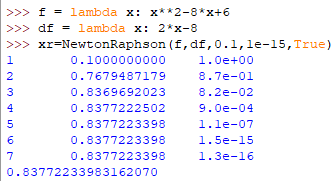 >>> f = lambda x: x**2-8*x+6
>>> df = lambda x: 2*x-8
>>> xr=NewtonRaphson(f,df,0.1,1e-15,True)
1 0.1000000000 1.0e+00
2 0.7679487179 8.7e-01
3 0.8369692023 8.2e-02
4 0.8377222502 9.0e-04
5 0.8377223398 1.1e-07
6 0.8377223398 1.5e-15
7 0.8377223398 1.3e-16
0.83772233983162070